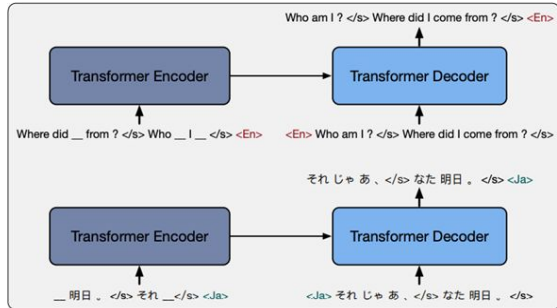 Who am I ? </s> Where did I come from ? </s> <En>
Transformer Encoder
Transformer Decoder
Where did __ from ? </s> Who __ I __ </s> <En>
<En> Who am I ? </s> Where did I come from ? </s>
それ じゃ あ 、 </s> なた 明日 。 </s> <Ja>
Transformer Encoder
Transformer Decoder
__ 明日 。 </s> それ __</s> <Ja>
<Ja> それ じゃ あ 、 </s> なた 明日 。 </s>